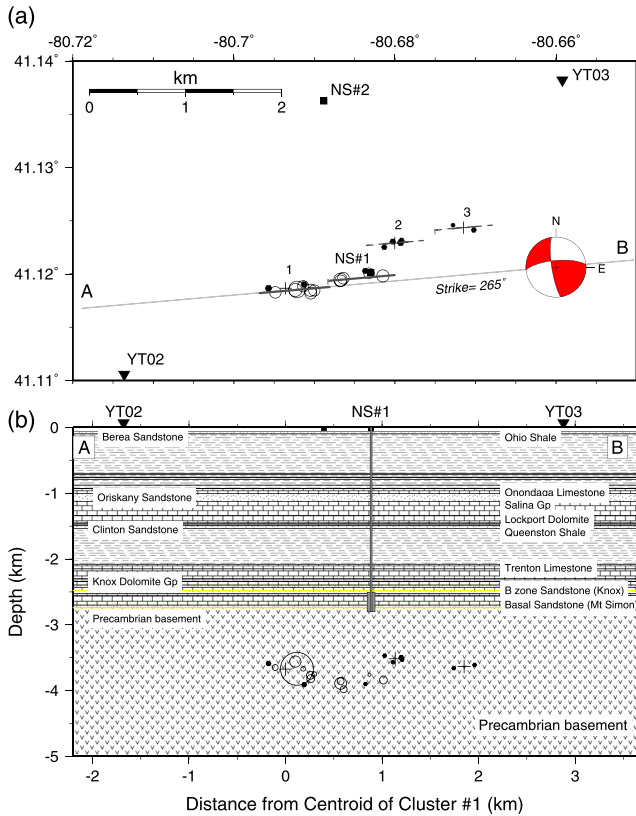 (a)
-80.72° -80.7° -80.68° -80.66°
41.14°
km
0 1 2
NS#2
YT03
41.13°
3
2
NS#1
N
E
B
41.12°
1
A
Strike= 265°
YT02
41.11°
(b)
YT02 NS#1 YT03
0
Berea Sandstone
Ohio Shale
A
B
-1
Oriskany Sandstone
Onondaga Limestone
Salina Gp
Lockport Dolomite
Clinton Sandstone
Queenston Shale
-2
Trenton Limestone
Knox Dolomite Gp
B zone Sandstone (Knox)
Basal Sandstone (Mt Simon)
Precambrian basement
-3
-4
Precambrian basement
-5
Depth (km)
-2 -1 0 1 2 3
Distance from Centroid of Cluster #1 (km)